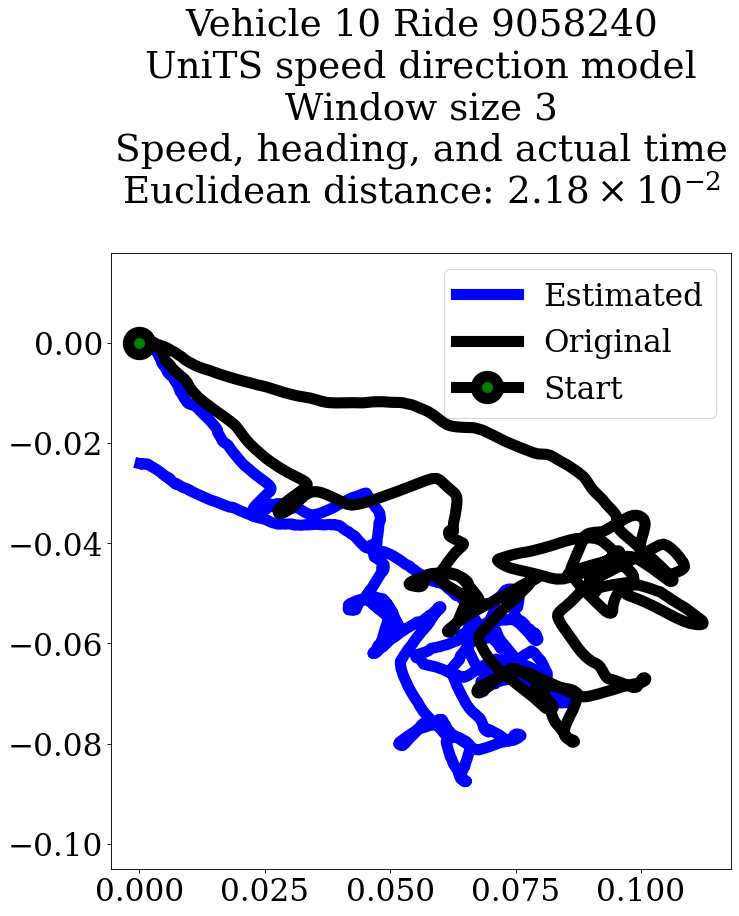 Vehicle 10 Ride 9058240
UniTS speed direction model
Window size 3
Speed, heading, and actual time
Euclidean distance: 2.18 × 10⁻²
Estimated
Original
Start
0.00
−0.02
−0.04
−0.06
−0.08
−0.10
0.000 0.025 0.050 0.075 0.100